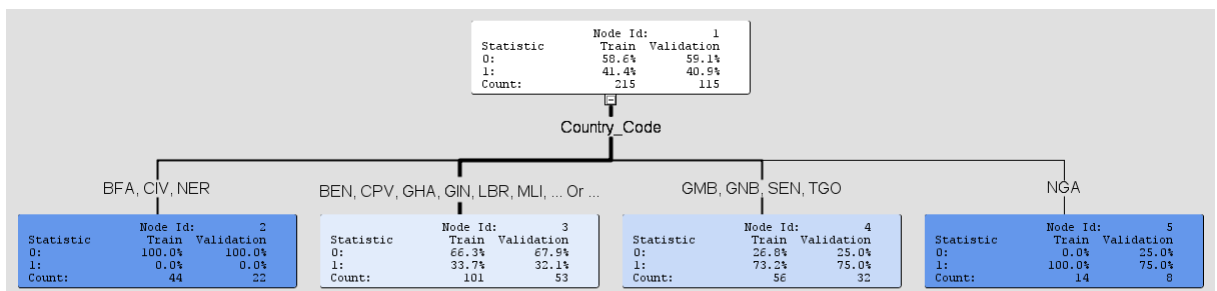 Node Id: 1
Statistic Train Validation
0: 58.6% 59.1%
1: 41.4% 40.9%
Count: 215 115
Country_Code
BFA, CIV, NER
BEN, CPV, GHA, GIN, LBR, MLI, ... Or ...
GMB, GNB, SEN, TGO
NGA
Node Id: 2
Statistic Train Validation
0: 100.0% 100.0%
1: 0.0% 0.0%
Count: 44 22
Node Id: 3
Statistic Train Validation
0: 66.3% 67.9%
1: 33.7% 32.1%
Count: 101 53
Node Id: 4
Statistic Train Validation
0: 26.8% 25.0%
1: 73.2% 75.0%
Count: 56 32
Node Id: 5
Statistic Train Validation
0: 0.0% 25.0%
1: 100.0% 75.0%
Count: 14 8